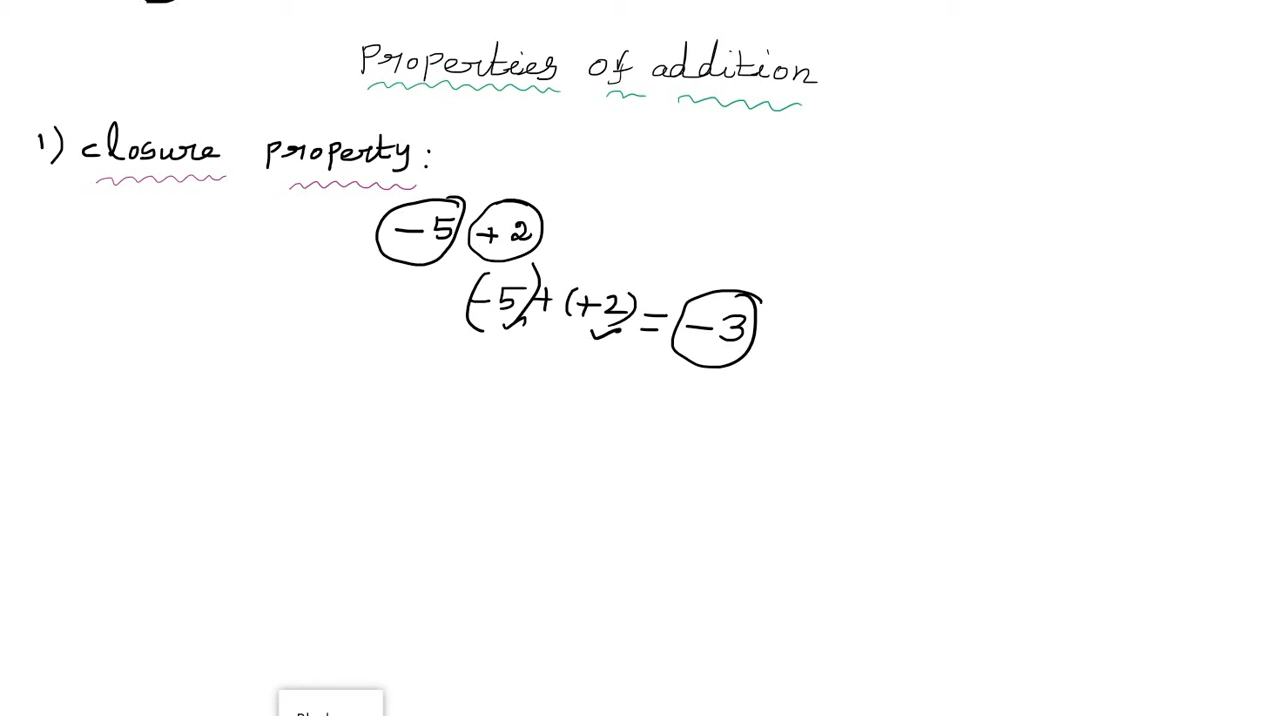 Properties of addition
1) closure property:
-5 +2
(-5)+(+2)=-3